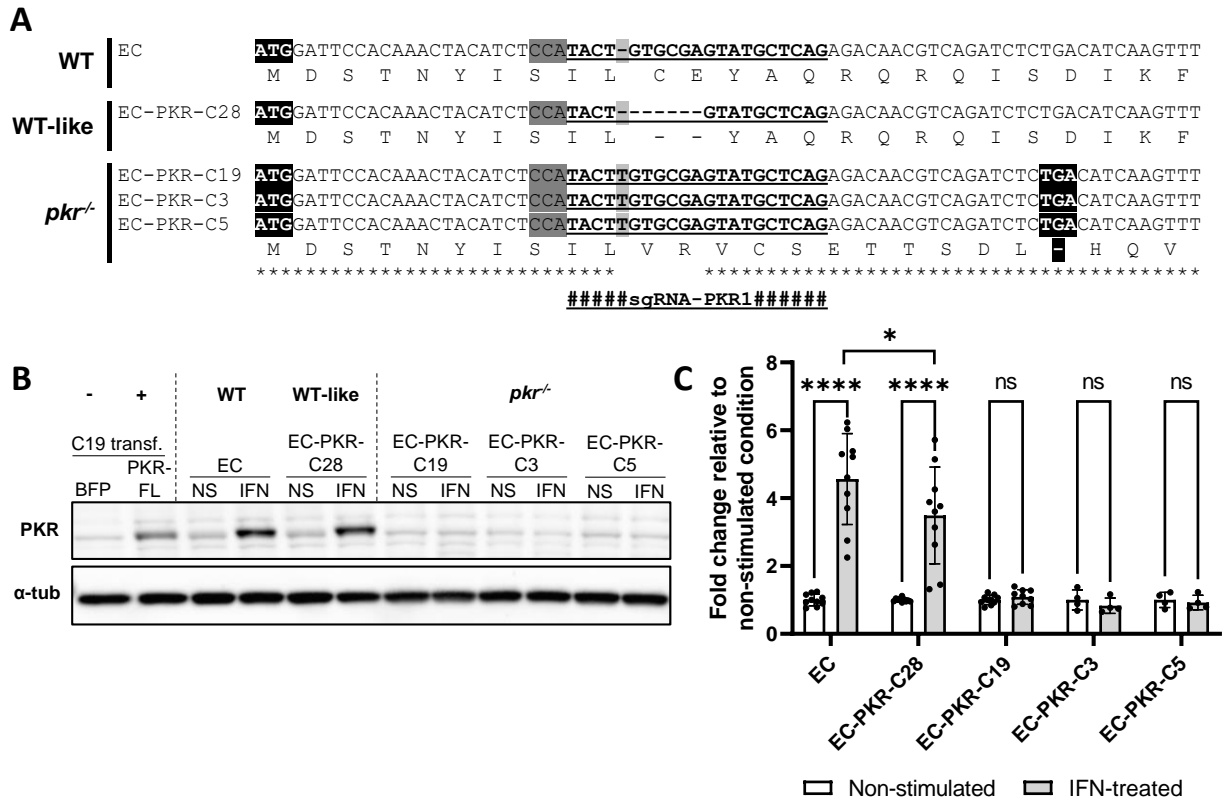 A
WT
EC
ATGGATTCCACAAACTACATCTCCATACT-GTGCGAGTATGCTCAGAGACAACGTCAGATCTCTGACATCAAGTTT
M D S T N Y I S I L C E Y A Q R Q R Q I S D I K F
WT-like
EC-PKR-C28
ATGGATTCCACAAACTACATCTCCATACT-------GTATGCTCAGAGACAACGTCAGATCTCTGACATCAAGTTT
M D S T N Y I S I L - - Y A Q R Q R Q I S D I K F
pkr-/-
EC-PKR-C19
ATGGATTCCACAAACTACATCTCCATACTTGTGCGAGTATGCTCAGAGACAACGTCAGATCTCTGACATCAAGTTT
EC-PKR-C3
ATGGATTCCACAAACTACATCTCCATACTTGTGCGAGTATGCTCAGAGACAACGTCAGATCTCTGACATCAAGTTT
EC-PKR-C5
ATGGATTCCACAAACTACATCTCCATACTTGTGCGAGTATGCTCAGAGACAACGTCAGATCTCTGACATCAAGTTT
M D S T N Y I S I L V R V C S E T T S D L - H Q V
***************************** ****************************************
#####sgRNA-PKR1######
B
- + WT WT-like pkr-/-
C19 transf.
BFP PKR-FL
EC
NS IFN
EC-PKR-C28
NS IFN
EC-PKR-C19
NS IFN
EC-PKR-C3
NS IFN
EC-PKR-C5
NS IFN
PKR
α-tub
C
Fold change relative to
non-stimulated condition
8
6
4
2
0
*
**** **** ns ns ns
EC
EC-PKR-C28
EC-PKR-C19
EC-PKR-C3
EC-PKR-C5
Non-stimulated
IFN-treated